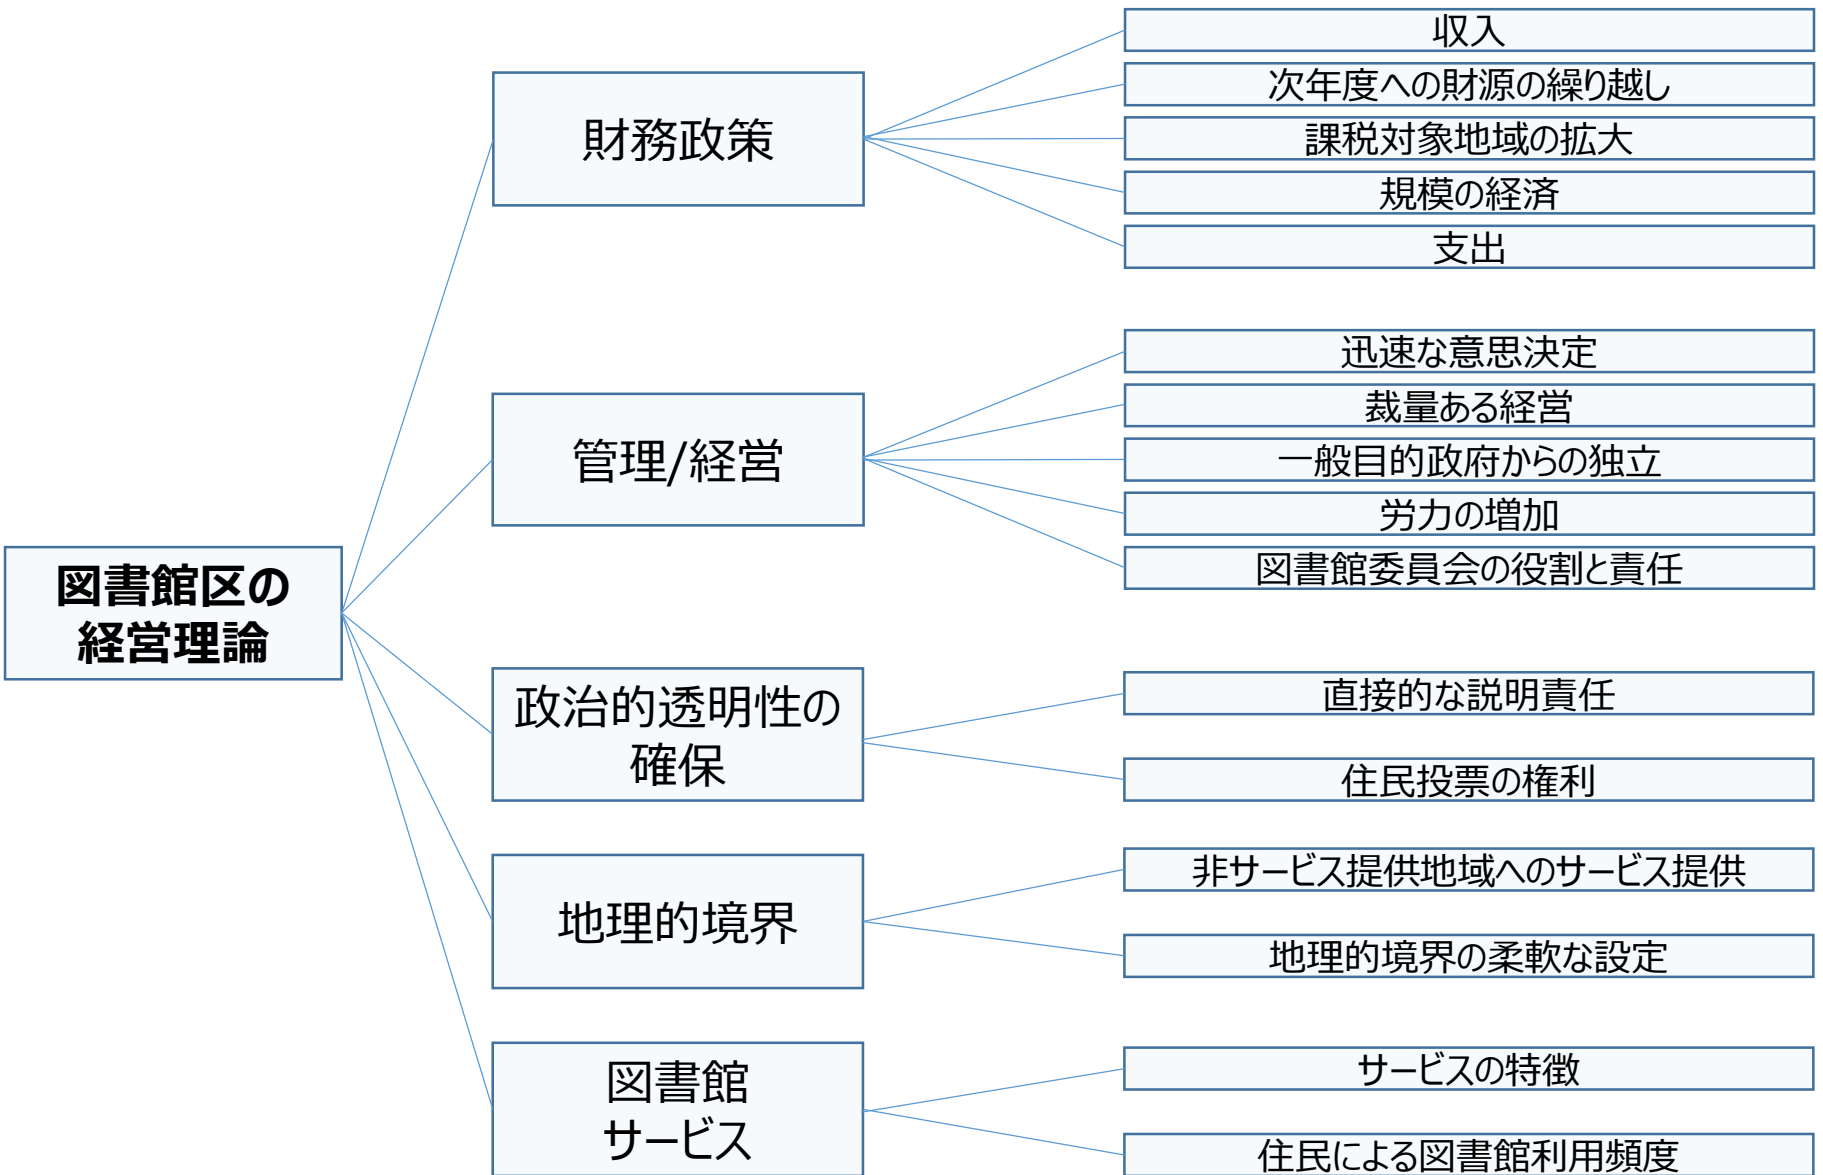 収入
次年度への財源の繰り越し
財務政策
課税対象地域の拡大
規模の経済
支出
迅速な意思決定
裁量ある経営
管理/経営
一般目的政府からの独立
労力の増加
図書館委員会の役割と責任
図書館区の
経営理論
直接的な説明責任
政治的透明性の
確保
住民投票の権利
非サービス提供地域へのサービス提供
地理的境界
地理的境界の柔軟な設定
サービスの特徴
図書館
サービス
住民による図書館利用頻度